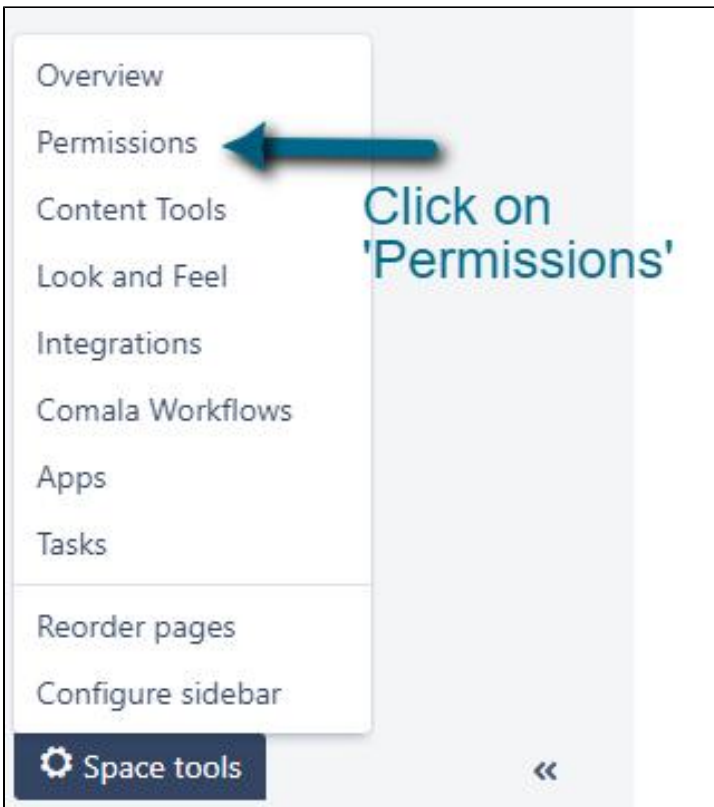 Overview
Permissions
Click on
'Permissions'
Content Tools
Look and Feel
Integrations
Comala Workflows
Apps
Tasks
Reorder pages
Configure sidebar
Space tools
«